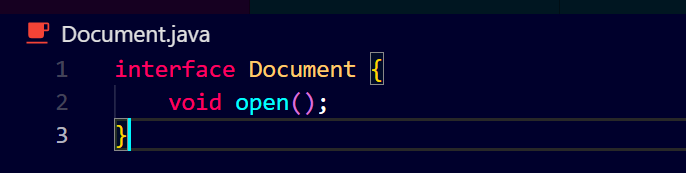 Document.java
1 interface Document {
2     void open();
3 }